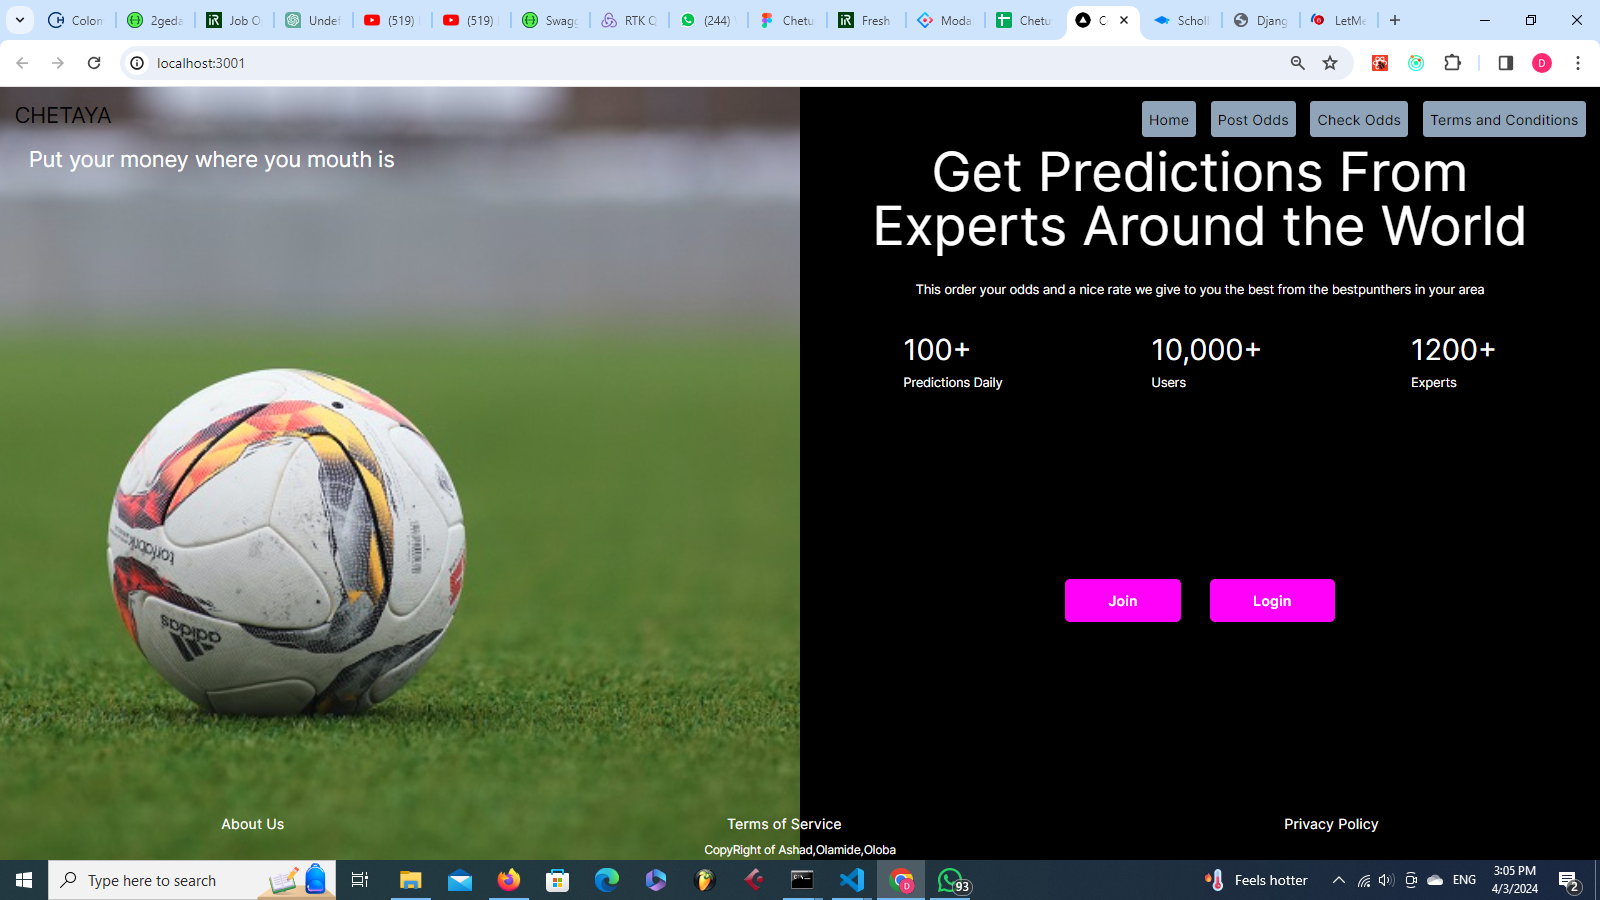 Colon
2geda
Job O
Undef
(519)
(519)
Swagg
RTK Q
(244)
Chetu
Fresh
Moda
Chetu
C
Scholl
Djang
LetMe
localhost:3001
D
CHETAYA
Home
Post Odds
Check Odds
Terms and Conditions
Put your money where you mouth is
Get Predictions From
Experts Around the World
This order your odds and a nice rate we give to you the best from the bestpunthers in your area
100+
10,000+
1200+
Predictions Daily
Users
Experts
adidas
torfabrik
Join
Login
About Us
Terms of Service
Privacy Policy
CopyRight of Ashad,Olamide,Oloba
Type here to search
D
93
Feels hotter
ENG
3:05 PM
4/3/2024
2